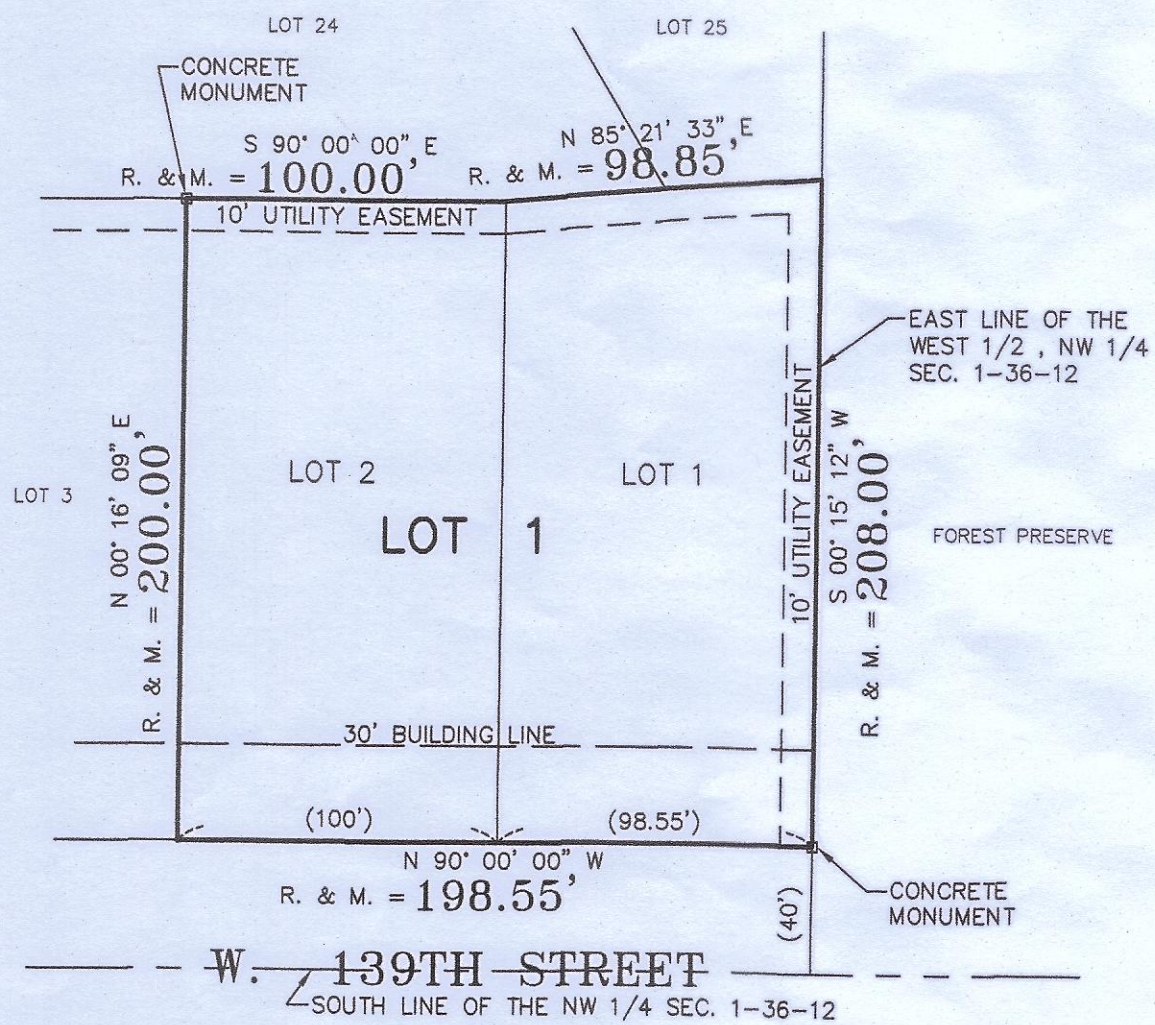 LOT 24
LOT 25
CONCRETE
MONUMENT
S 90° 00' 00" E
R. & M. = 100.00'
N 85° 21' 33" E
R. & M. = 98.85'
10' UTILITY EASEMENT
EAST LINE OF THE
WEST 1/2 , NW 1/4
SEC. 1-36-12
LOT 3
N 00° 16' 09" E
R. & M. = 200.00'
LOT 2
LOT 1
LOT 1
10' UTILITY EASEMENT
S 00° 15' 12" W
R. & M. = 208.00'
FOREST PRESERVE
30' BUILDING LINE
(100')
(98.55')
N 90° 00' 00" W
R. & M. = 198.55'
(40')
CONCRETE
MONUMENT
W. 139TH STREET
SOUTH LINE OF THE NW 1/4 SEC. 1-36-12